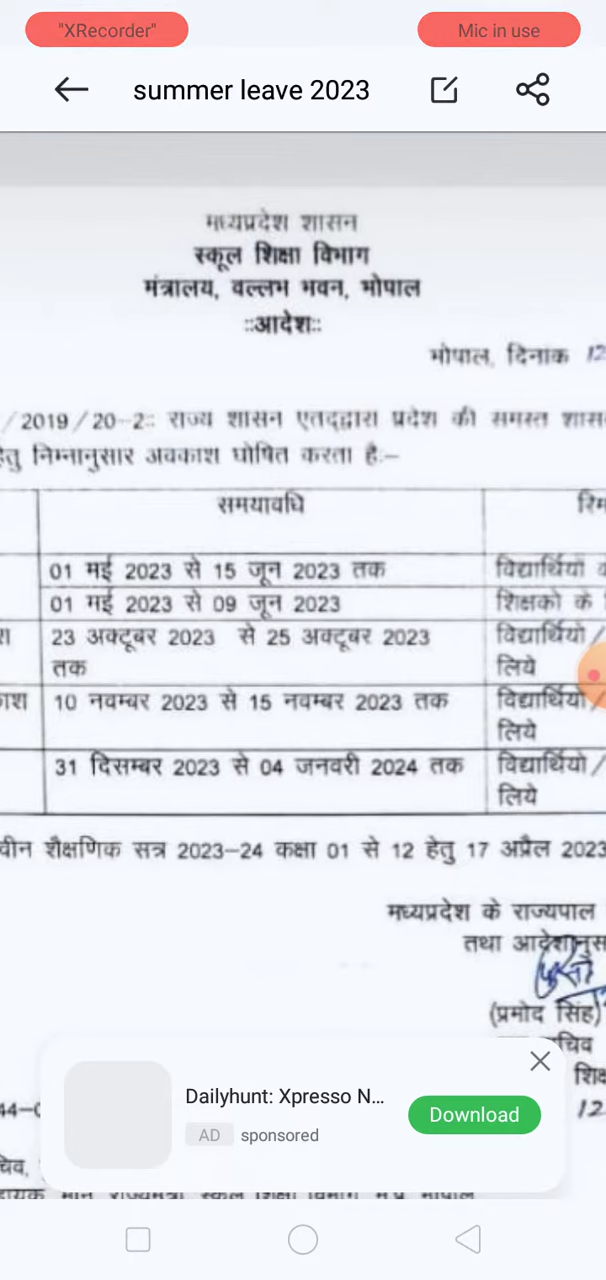 "XRecorder"
Mic in use
summer leave 2023
मध्यप्रदेश शासन
स्कूल शिक्षा विभाग
मंत्रालय, वल्लभ भवन, भोपाल
::आदेश::
भोपाल, दिनांक 12
/2019/20-2:: राज्य शासन एतद्द्वारा प्रदेश की समस्त शास
हेतु निम्नानुसार अवकाश घोषित करता है:-
समयावधि
रिम
01 मई 2023 से 15 जून 2023 तक
विद्यार्थियों
01 मई 2023 से 09 जून 2023
शिक्षको के
23 अक्टूबर 2023 से 25 अक्टूबर 2023
विद्यार्थियो/
तक
लिये
10 नवम्बर 2023 से 15 नवम्बर 2023 तक
विद्यार्थियो/
लिये
31 दिसम्बर 2023 से 04 जनवरी 2024 तक
विद्यार्थियो/
लिये
वीन शैक्षणिक सत्र 2023-24 कक्षा 01 से 12 हेतु 17 अप्रैल 2023
मध्यप्रदेश के राज्यपाल
तथा आदेशानुस
(प्रमोद सिंह)
चिव
शि
12
44-0
Dailyhunt: Xpresso N...
Download
AD sponsored
चिव,